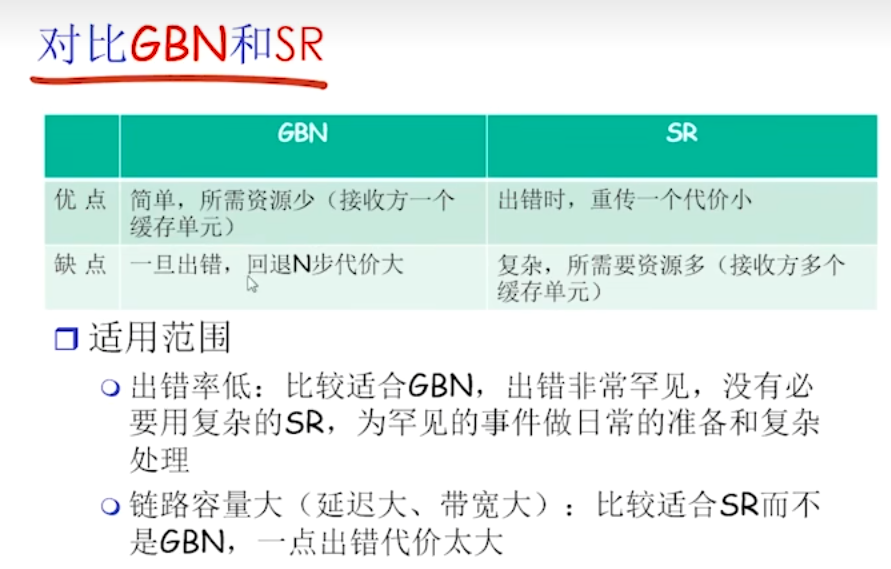 对比GBN和SR
GBN
SR
优 点
简单，所需资源少（接收方一个
缓存单元）
出错时，重传一个代价小
缺 点
一旦出错，回退N步代价大
复杂，所需要资源多（接收方多个
缓存单元）
适用范围
出错率低：比较适合GBN，出错非常罕见，没有必
要用复杂的SR，为罕见的事件做日常的准备和复杂
处理
链路容量大（延迟大、带宽大）：比较适合SR而不
是GBN，一点出错代价太大